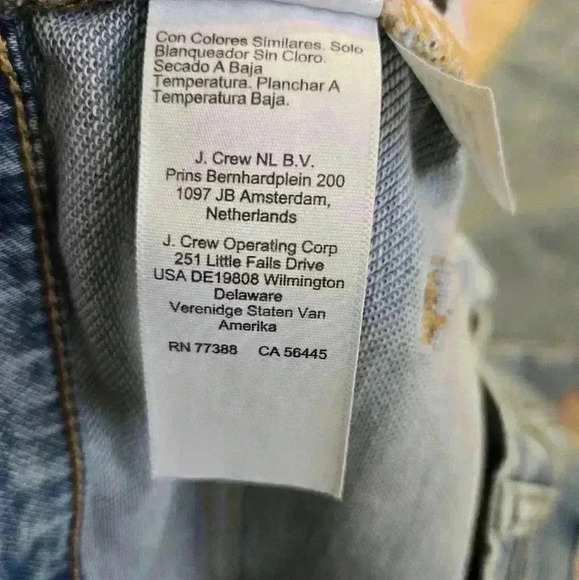 Con Colores Similares. Solo
Blanqueador Sin Cloro.
Secado A Baja
Temperatura. Planchar A
Temperatura Baja.
J. Crew NL B.V.
Prins Bernhardplein 200
1097 JB Amsterdam,
Netherlands
J. Crew Operating Corp
251 Little Falls Drive
USA DE19808 Wilmington
Delaware
Verenidge Staten Van
Amerika
RN 77388 CA 56445